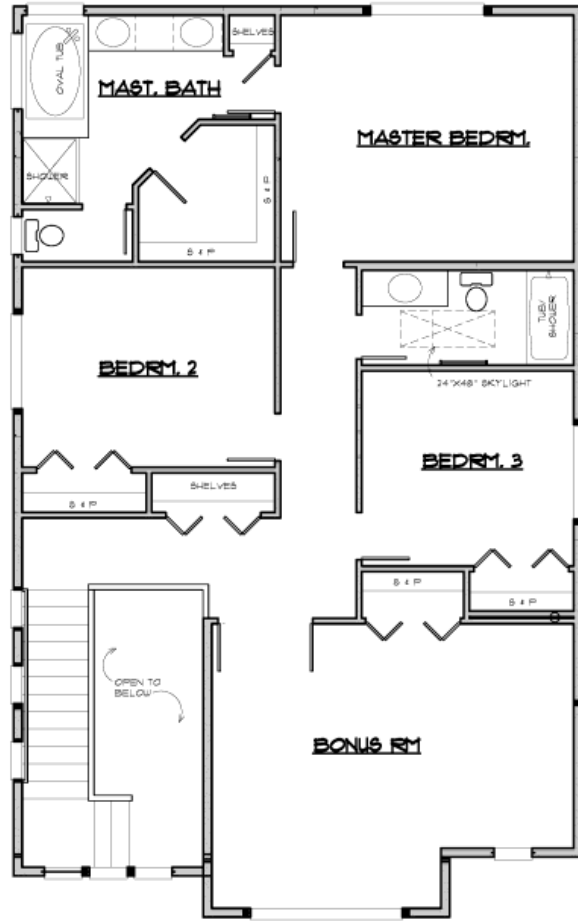 SHELVES
OVAL TUB
MAST. BATH
MASTER BEDRM.
SHOWER
S & P
S & P
TUB/
SHOWER
BEDRM. 2
24"X48" SKYLIGHT
BEDRM. 3
SHELVES
S & P
S & P
S & P
OPEN TO
BELOW
BONUS RM